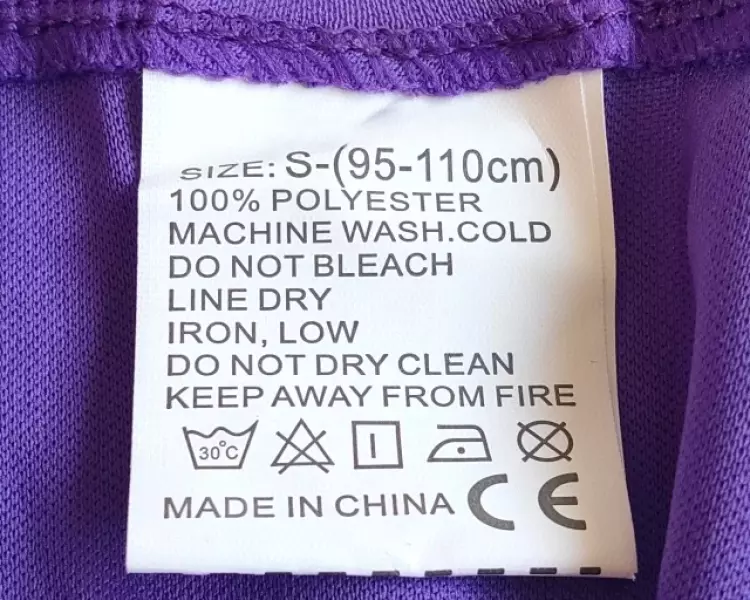 SIZE: S-(95-110cm)
100% POLYESTER
MACHINE WASH.COLD
DO NOT BLEACH
LINE DRY
IRON, LOW
DO NOT DRY CLEAN
KEEP AWAY FROM FIRE
30°C
MADE IN CHINA CE